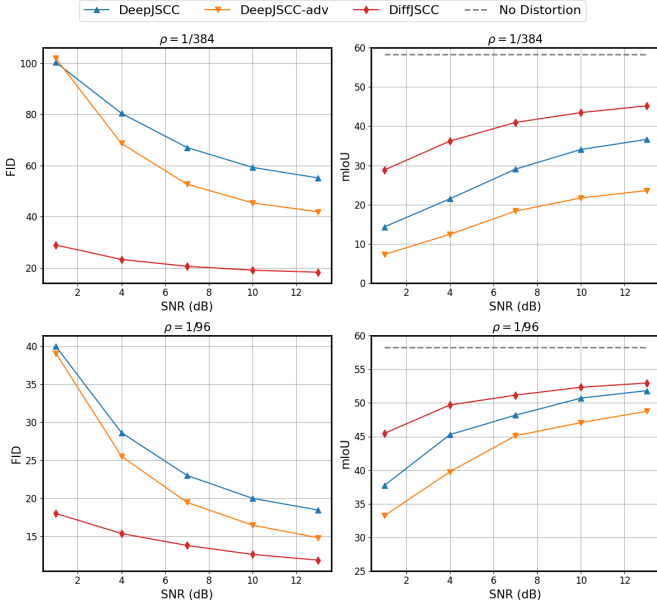 DeepJSCC DeepJSCC-adv DiffJSCC No Distortion
ρ = 1/384
100
80
60
40
20
FID
2 4 6 8 10 12
SNR (dB)
ρ = 1/384
60
50
40
30
20
10
0
mIoU
2 4 6 8 10 12
SNR (dB)
ρ = 1/96
40
35
30
25
20
15
FID
2 4 6 8 10 12
SNR (dB)
ρ = 1/96
60
55
50
45
40
35
30
25
mIoU
2 4 6 8 10 12
SNR (dB)